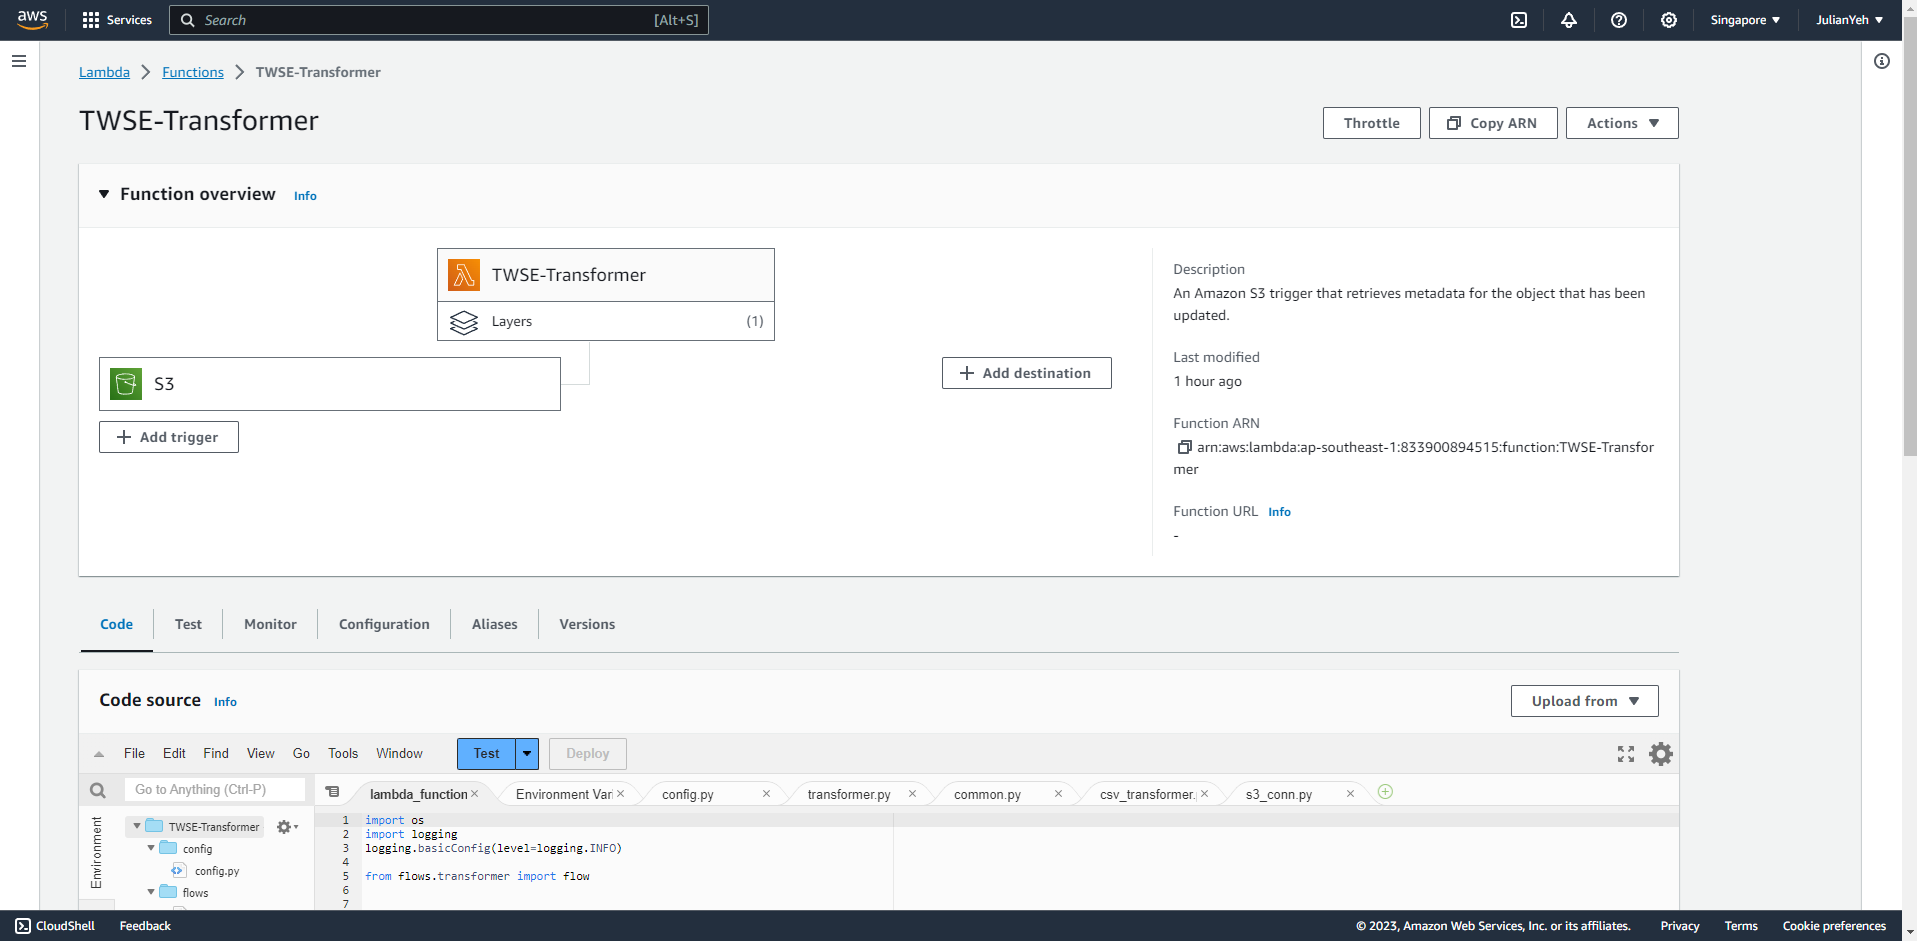 aws Services Search [Alt+S] Singapore JulianYeh
Lambda Functions TWSE-Transformer
TWSE-Transformer
Throttle Copy ARN Actions
Function overview Info
TWSE-Transformer
Layers (1)
S3
Add trigger
Add destination
Description
An Amazon S3 trigger that retrieves metadata for the object that has been
updated.
Last modified
1 hour ago
Function ARN
arn:aws:lambda:ap-southeast-1:833900894515:function:TWSE-Transfor
mer
Function URL Info
-
Code Test Monitor Configuration Aliases Versions
Code source Info
Upload from
File Edit Find View Go Tools Window Test Deploy
Go to Anything (Ctrl-P)
lambda_function Environment Vari config.py transformer.py common.py csv_transformer. s3_conn.py
Environment
TWSE-Transformer
config
config.py
flows
1 import os
2 import logging
3 logging.basicConfig(level=logging.INFO)
4
5 from flows.transformer import flow
6
7
CloudShell Feedback © 2023, Amazon Web Services, Inc. or its affiliates. Privacy Terms Cookie preferences